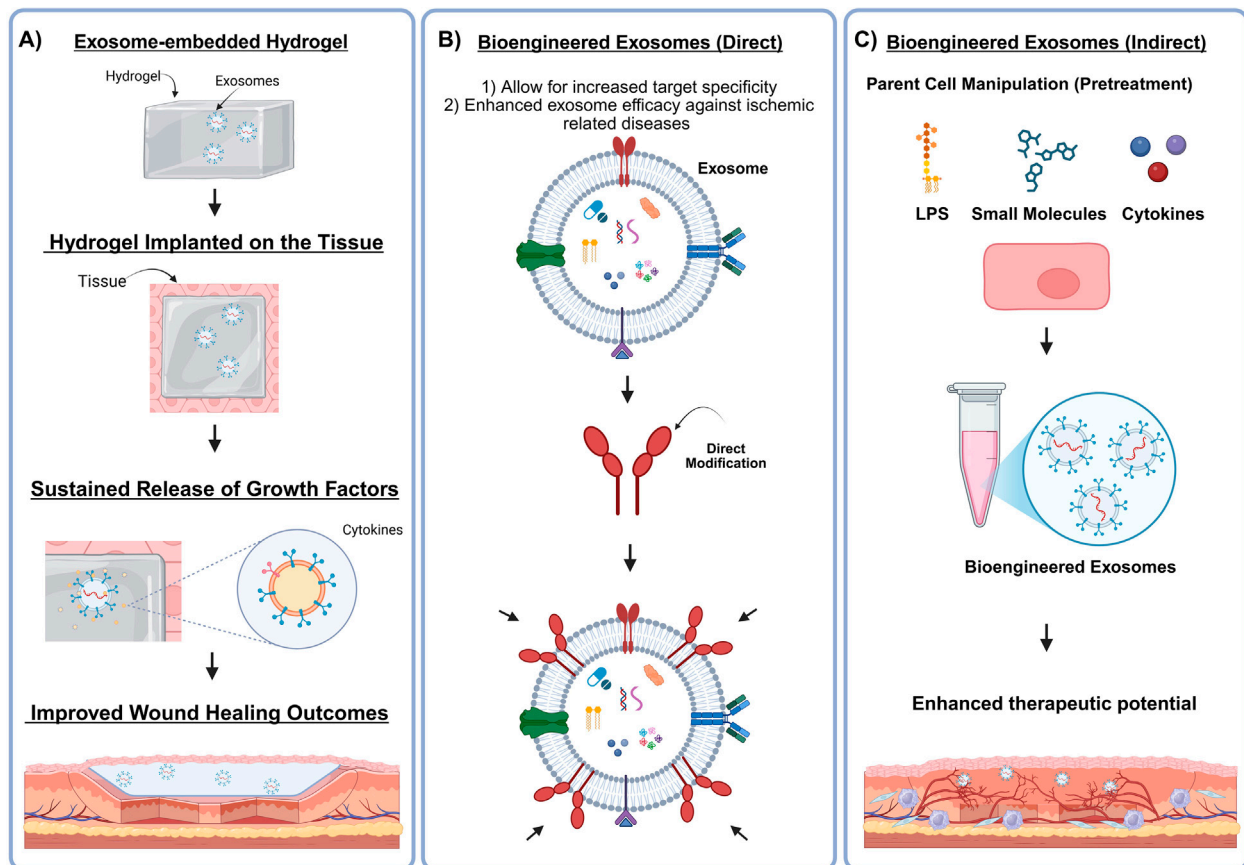 A)
Exosome-embedded Hydrogel
Hydrogel
Exosomes
Hydrogel Implanted on the Tissue
Tissue
Sustained Release of Growth Factors
Cytokines
Improved Wound Healing Outcomes
B)
Bioengineered Exosomes (Direct)
1) Allow for increased target specificity
2) Enhanced exosome efficacy against ischemic
related diseases
Exosome
Direct
Modification
C)
Bioengineered Exosomes (Indirect)
Parent Cell Manipulation (Pretreatment)
LPS
Small Molecules
Cytokines
Bioengineered Exosomes
Enhanced therapeutic potential